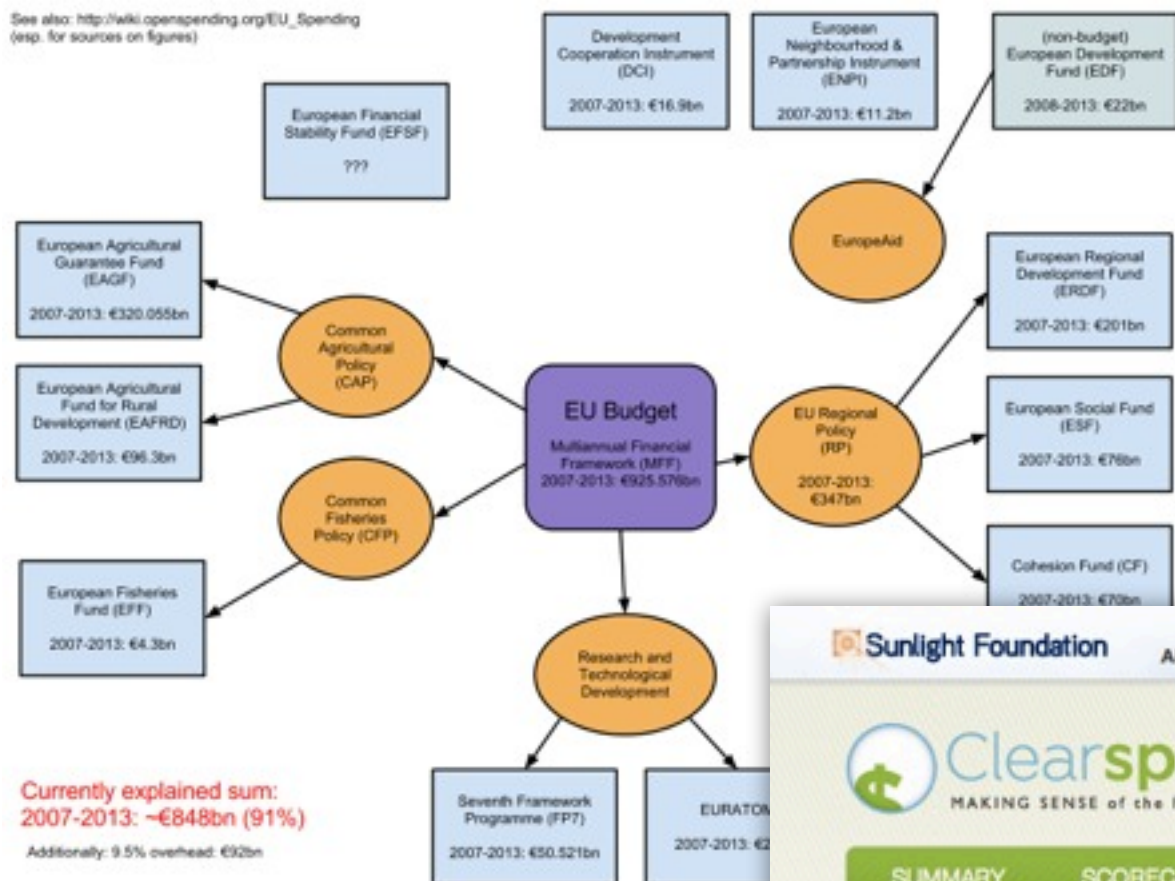 See also: http://wiki.openspending.org/EU_Spending
(esp. for sources on figures)
Development
Cooperation Instrument
(DCI)
2007-2013: €16.9bn
European
Neighbourhood &
Partnership Instrument
(ENPI)
2007-2013: €11.2bn
(non-budget)
European Development
Fund (EDF)
2008-2013: €22bn
European Financial
Stability Fund (EFSF)
???
EuropeAid
European Agricultural
Guarantee Fund
(EAGF)
2007-2013: €320.055bn
European Regional
Development Fund
(ERDF)
2007-2013: €201bn
Common
Agricultural
Policy
(CAP)
European Agricultural
Fund for Rural
Development (EAFRD)
2007-2013: €96.3bn
EU Budget
Multiannual Financial
Framework (MFF)
2007-2013: €925.576bn
EU Regional
Policy
(RP)
2007-2013:
€347bn
European Social Fund
(ESF)
2007-2013: €76bn
Common
Fisheries
Policy (CFP)
Cohesion Fund (CF)
2007-2013: €70bn
European Fisheries
Fund (EFF)
2007-2013: €4.3bn
Research and
Technological
Development
Seventh Framework
Programme (FP7)
2007-2013: €50.521bn
EURATOM
2007-2013: €2
Currently explained sum:
2007-2013: ~€848bn (91%)
Additionally: 9.5% overhead: €92bn
Sunlight Foundation
A
Clearsp
MAKING SENSE of the
SUMMARY
SCOREC